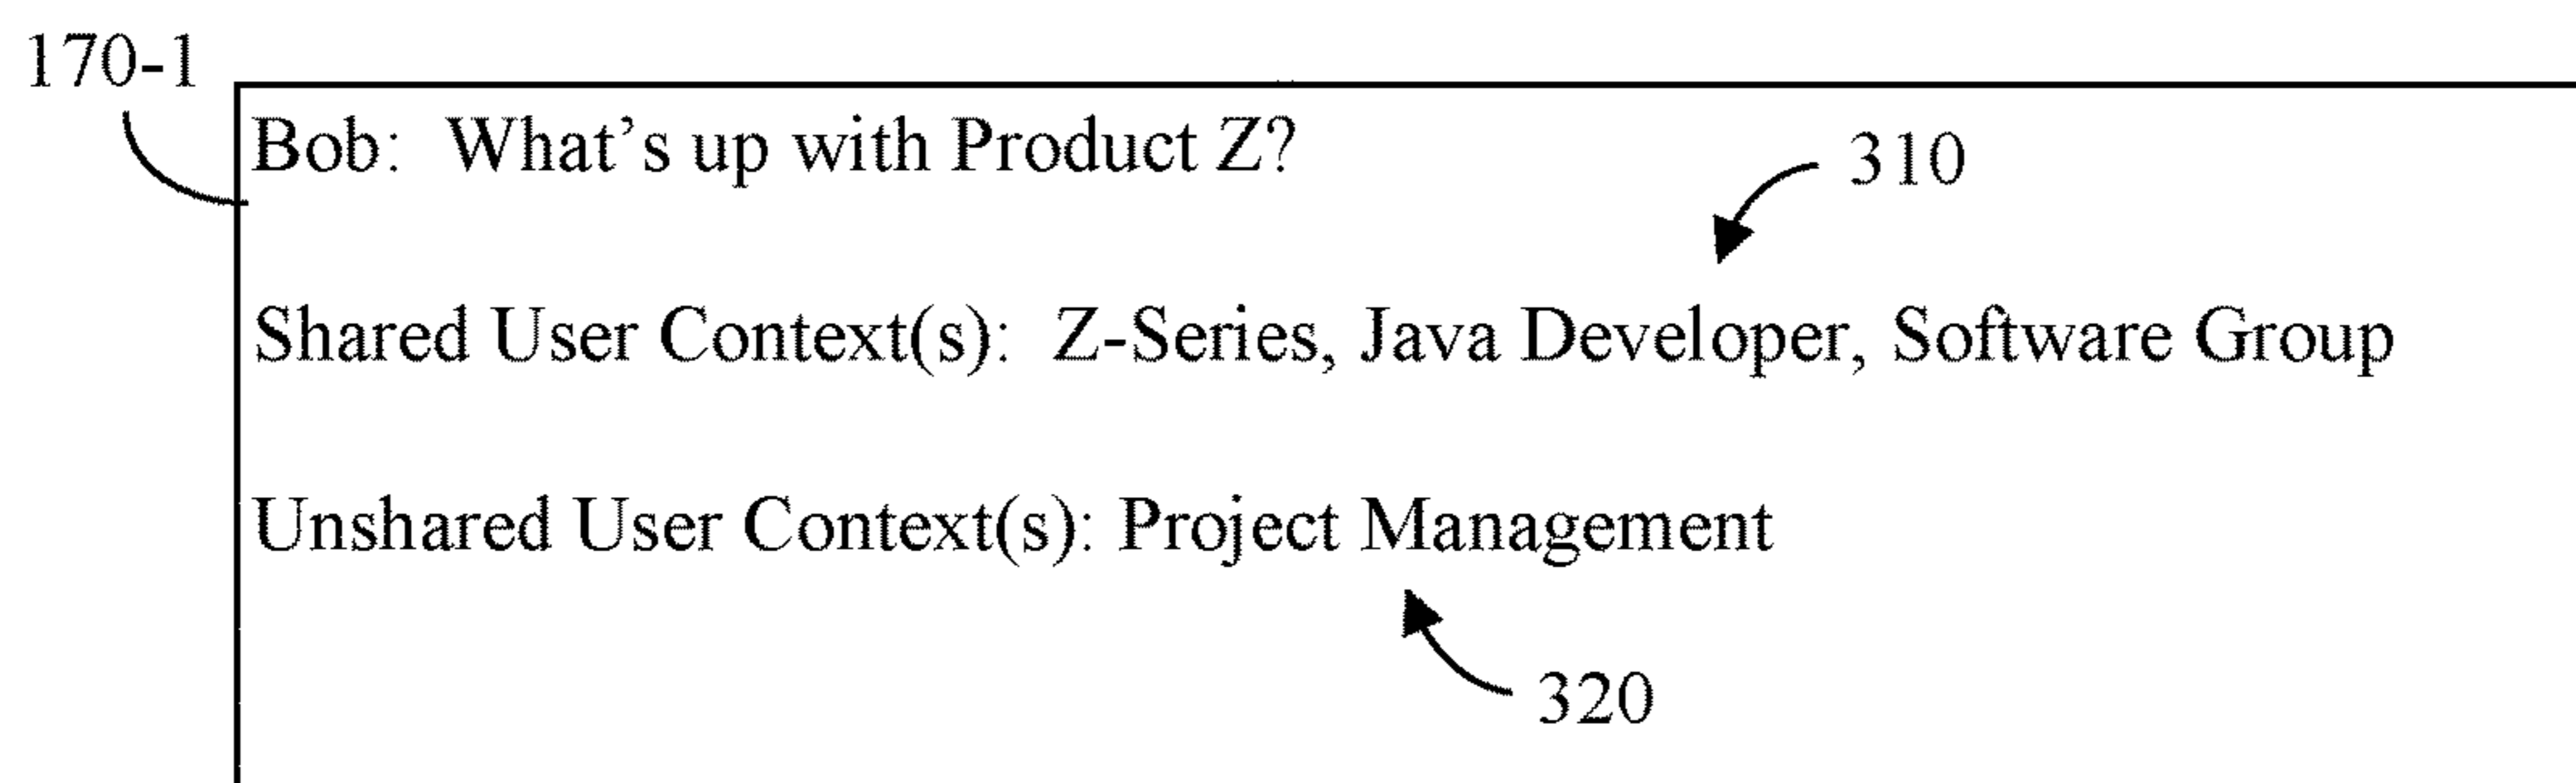 170-1
Bob: What's up with Product Z?
310
Shared User Context(s): Z-Series, Java Developer, Software Group
Unshared User Context(s): Project Management
320